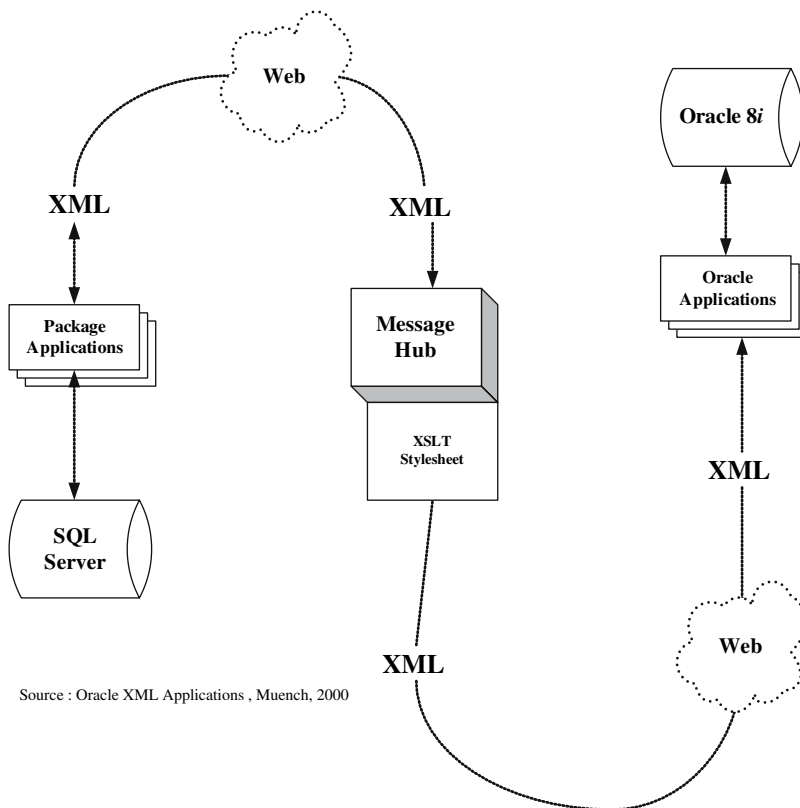 Web
Oracle 8i
XML
XML
Package
Applications
Message
Hub
Oracle
Applications
XSLT
Stylesheet
XML
SQL
Server
Web
XML
Source : Oracle XML Applications , Muench, 2000